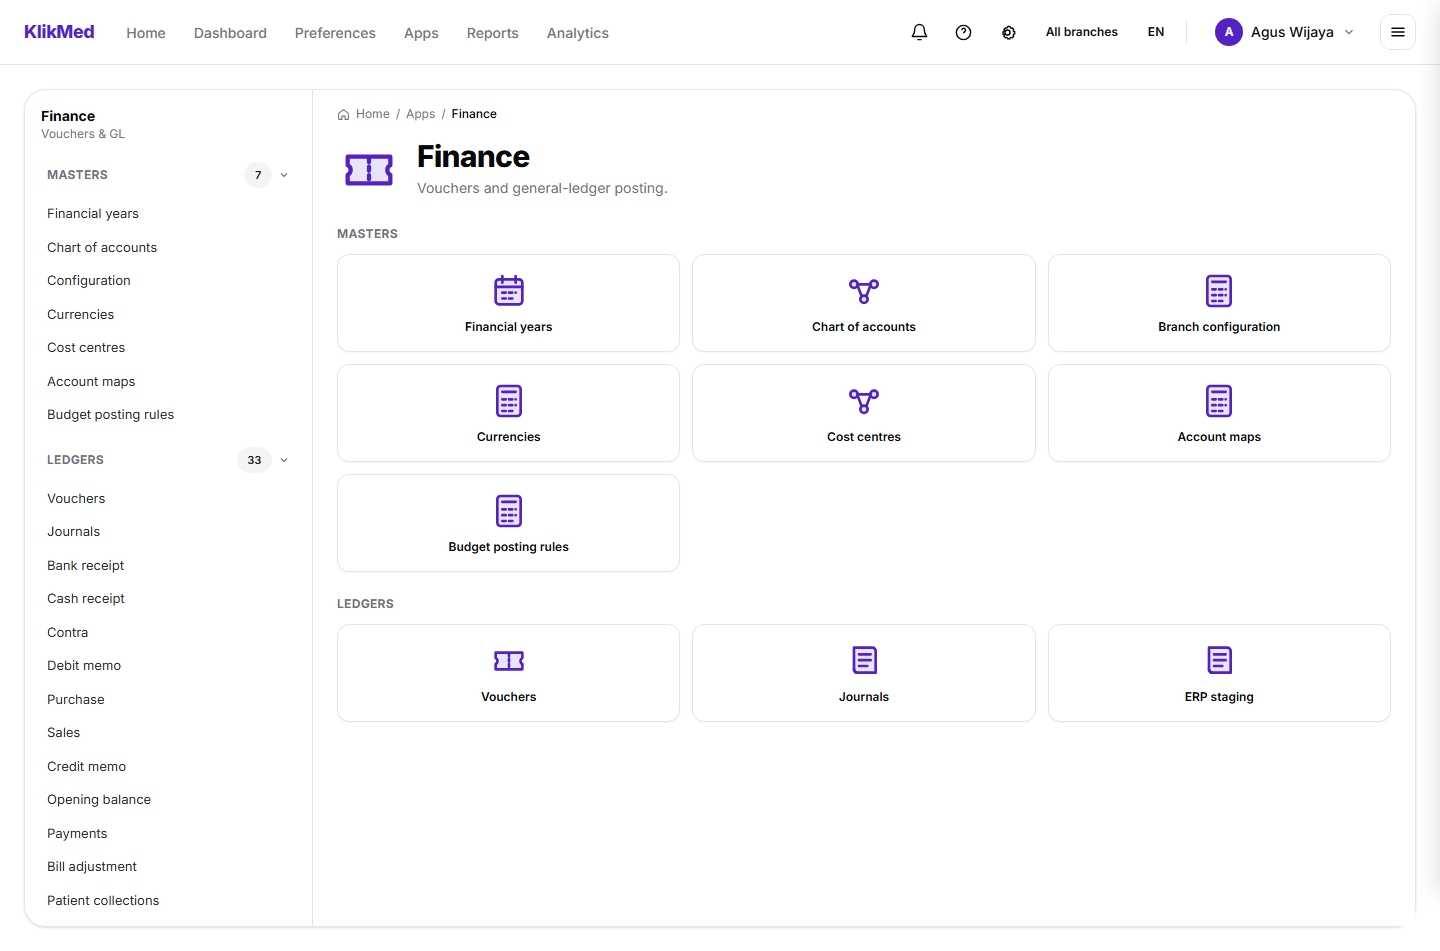 KlikMed
Home
Dashboard
Preferences
Apps
Reports
Analytics
All branches
EN
A
Agus Wijaya
Finance
Vouchers & GL
MASTERS
7
Financial years
Chart of accounts
Configuration
Currencies
Cost centres
Account maps
Budget posting rules
LEDGERS
33
Vouchers
Journals
Bank receipt
Cash receipt
Contra
Debit memo
Purchase
Sales
Credit memo
Opening balance
Payments
Bill adjustment
Patient collections
Home / Apps / Finance
Finance
Vouchers and general-ledger posting.
MASTERS
Financial years
Chart of accounts
Branch configuration
Currencies
Cost centres
Account maps
Budget posting rules
LEDGERS
Vouchers
Journals
ERP staging